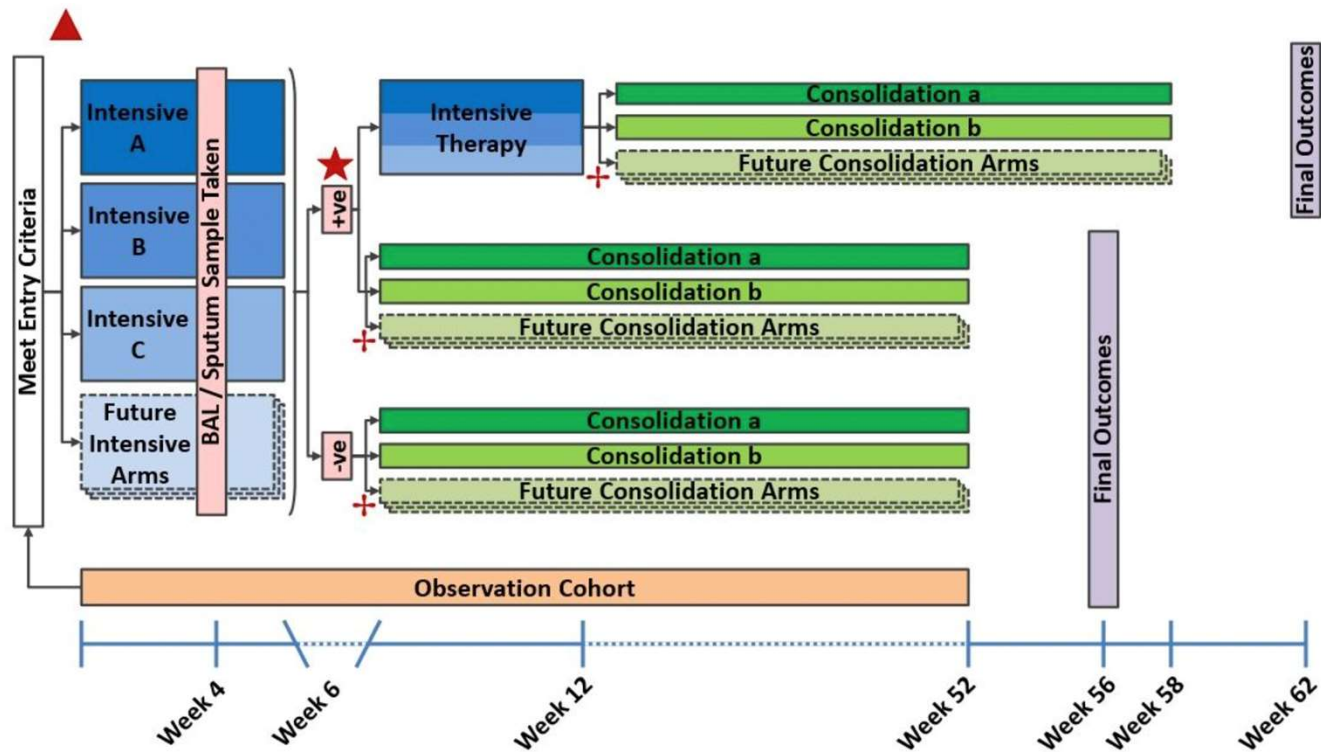 Meet Entry Criteria
Intensive
A
Intensive
B
Intensive
C
Future
Intensive
Arms
BAL / Sputum Sample Taken
+ve
-ve
Intensive
Therapy
Consolidation a
Consolidation b
Future Consolidation Arms
Consolidation a
Consolidation b
Future Consolidation Arms
Consolidation a
Consolidation b
Future Consolidation Arms
Final Outcomes
Final Outcomes
Observation Cohort
Week 4
Week 6
Week 12
Week 52
Week 56
Week 58
Week 62